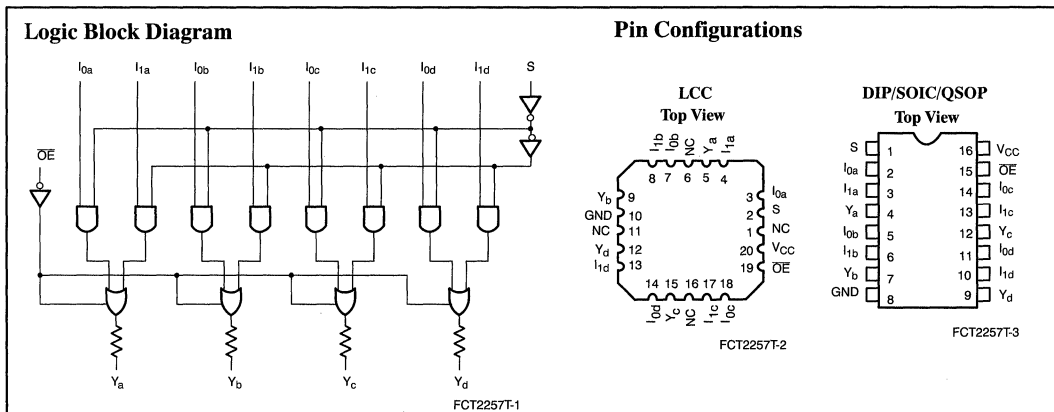 Logic Block Diagram
I0a I1a I0b I1b I0c I1c I0d I1d S
OE
Ya Yb Yc Yd
FCT2257T-1
Pin Configurations
LCC
Top View
I1b I0b NC Ya I1a
8 7 6 5 4
Yb 9
GND 10
NC 11
Yd 12
I1d 13
3 I0a
2 S
1 NC
20 VCC
19 OE
14 15 16 17 18
I0d Yc NC I1c I0c
FCT2257T-2
DIP/SOIC/QSOP
Top View
S 1 16 VCC
I0a 2 15 OE
I1a 3 14 I0c
Ya 4 13 I1c
I0b 5 12 Yc
I1b 6 11 I0d
Yb 7 10 I1d
GND 8 9 Yd
FCT2257T-3